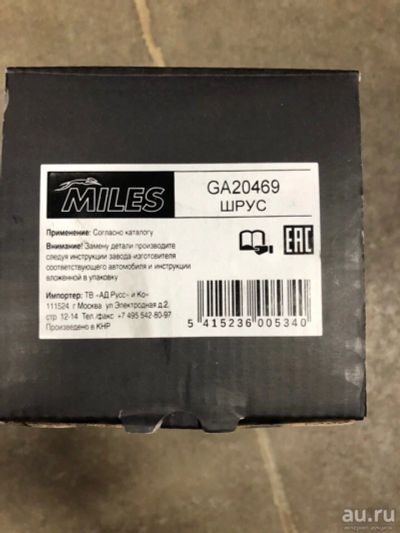 MILES
GA20469
ШРУС
Применение: Согласно каталогу
Внимание! Замену детали производите
следуя инструкции завода-изготовителя
соответствующего автомобиля и инструкции
вложенной в упаковку
EAC
Импортер: ТВ «АД Русс» и Ко»
111524 г Москва ул Электродная д.2.
стр 12-14 Тел./факс +7 495 542-80-97
Произведено в КНР
5 415236 005340
au.ru